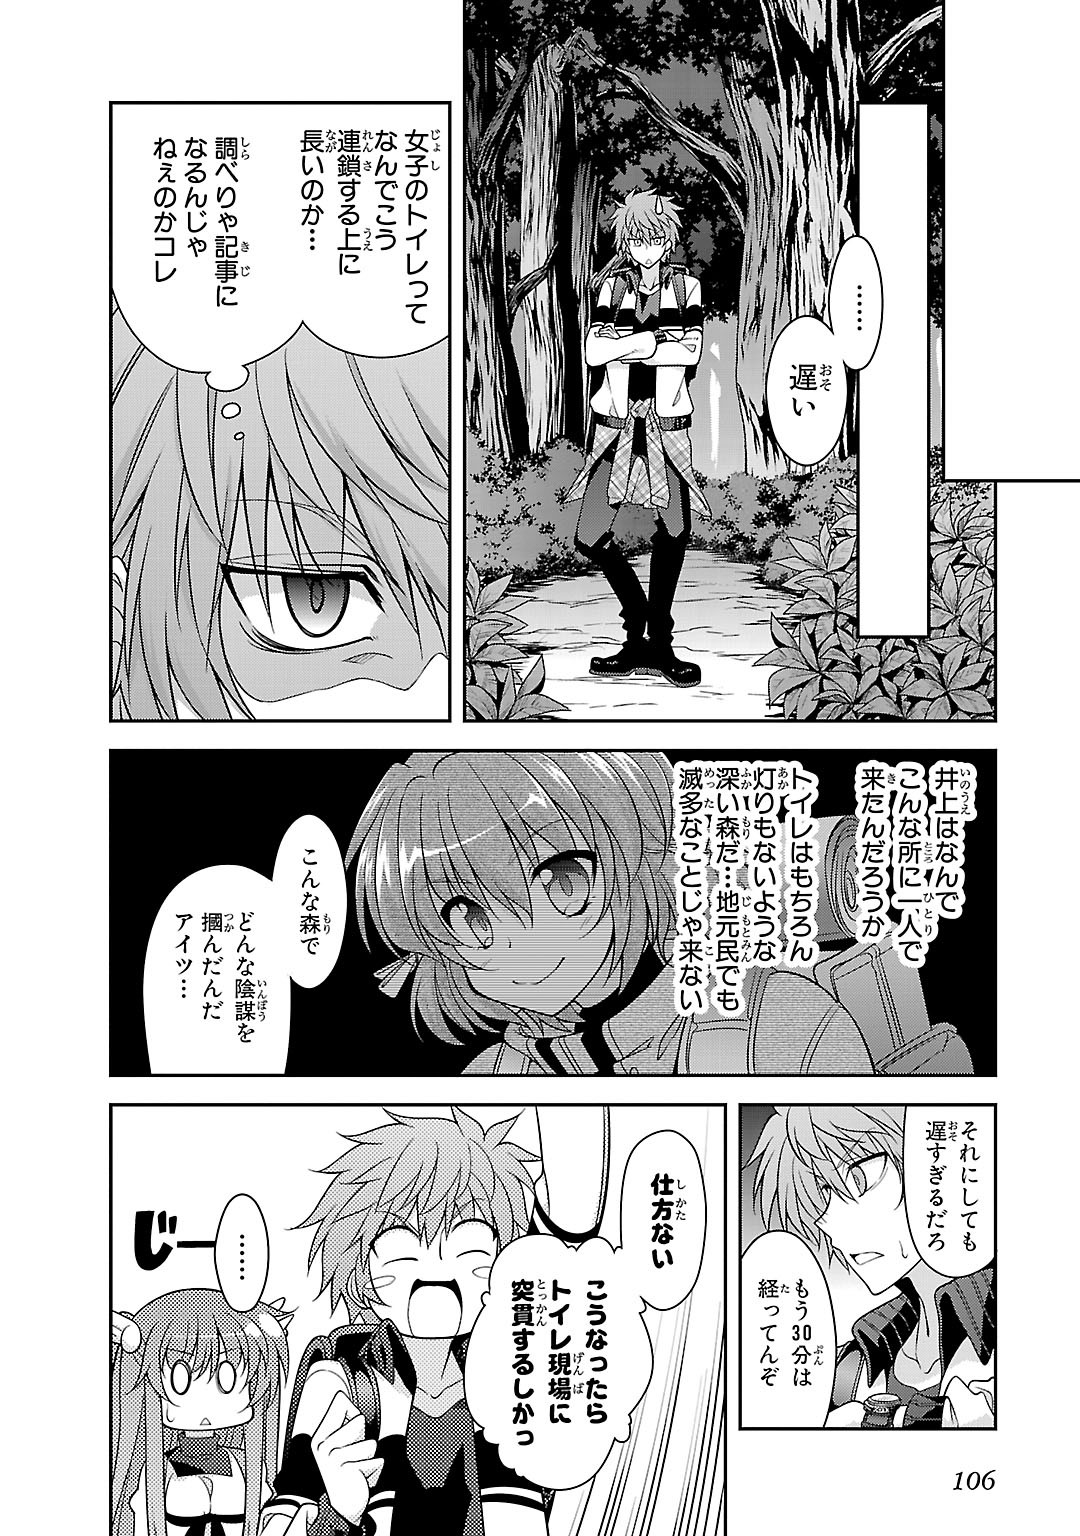 ……
遅い
女子のトイレって
なんでこう
連鎖する上に
長いのか…
調べりゃ記事に
なるんじゃ
ねぇのかコレ
井上はなんで
こんな所に一人で
来たんだろうか
トイレはもちろん
灯りもないような
深い森だ…地元民でも
滅多なことじゃ来ない
こんな森で
どんな陰謀を
摑んだんだ
アイツ…
それにしても
遅すぎるだろ
もう30分は
経ってんぞ
仕方ない
こうなったら
トイレ現場に
突貫するしかっ
……
じー
106